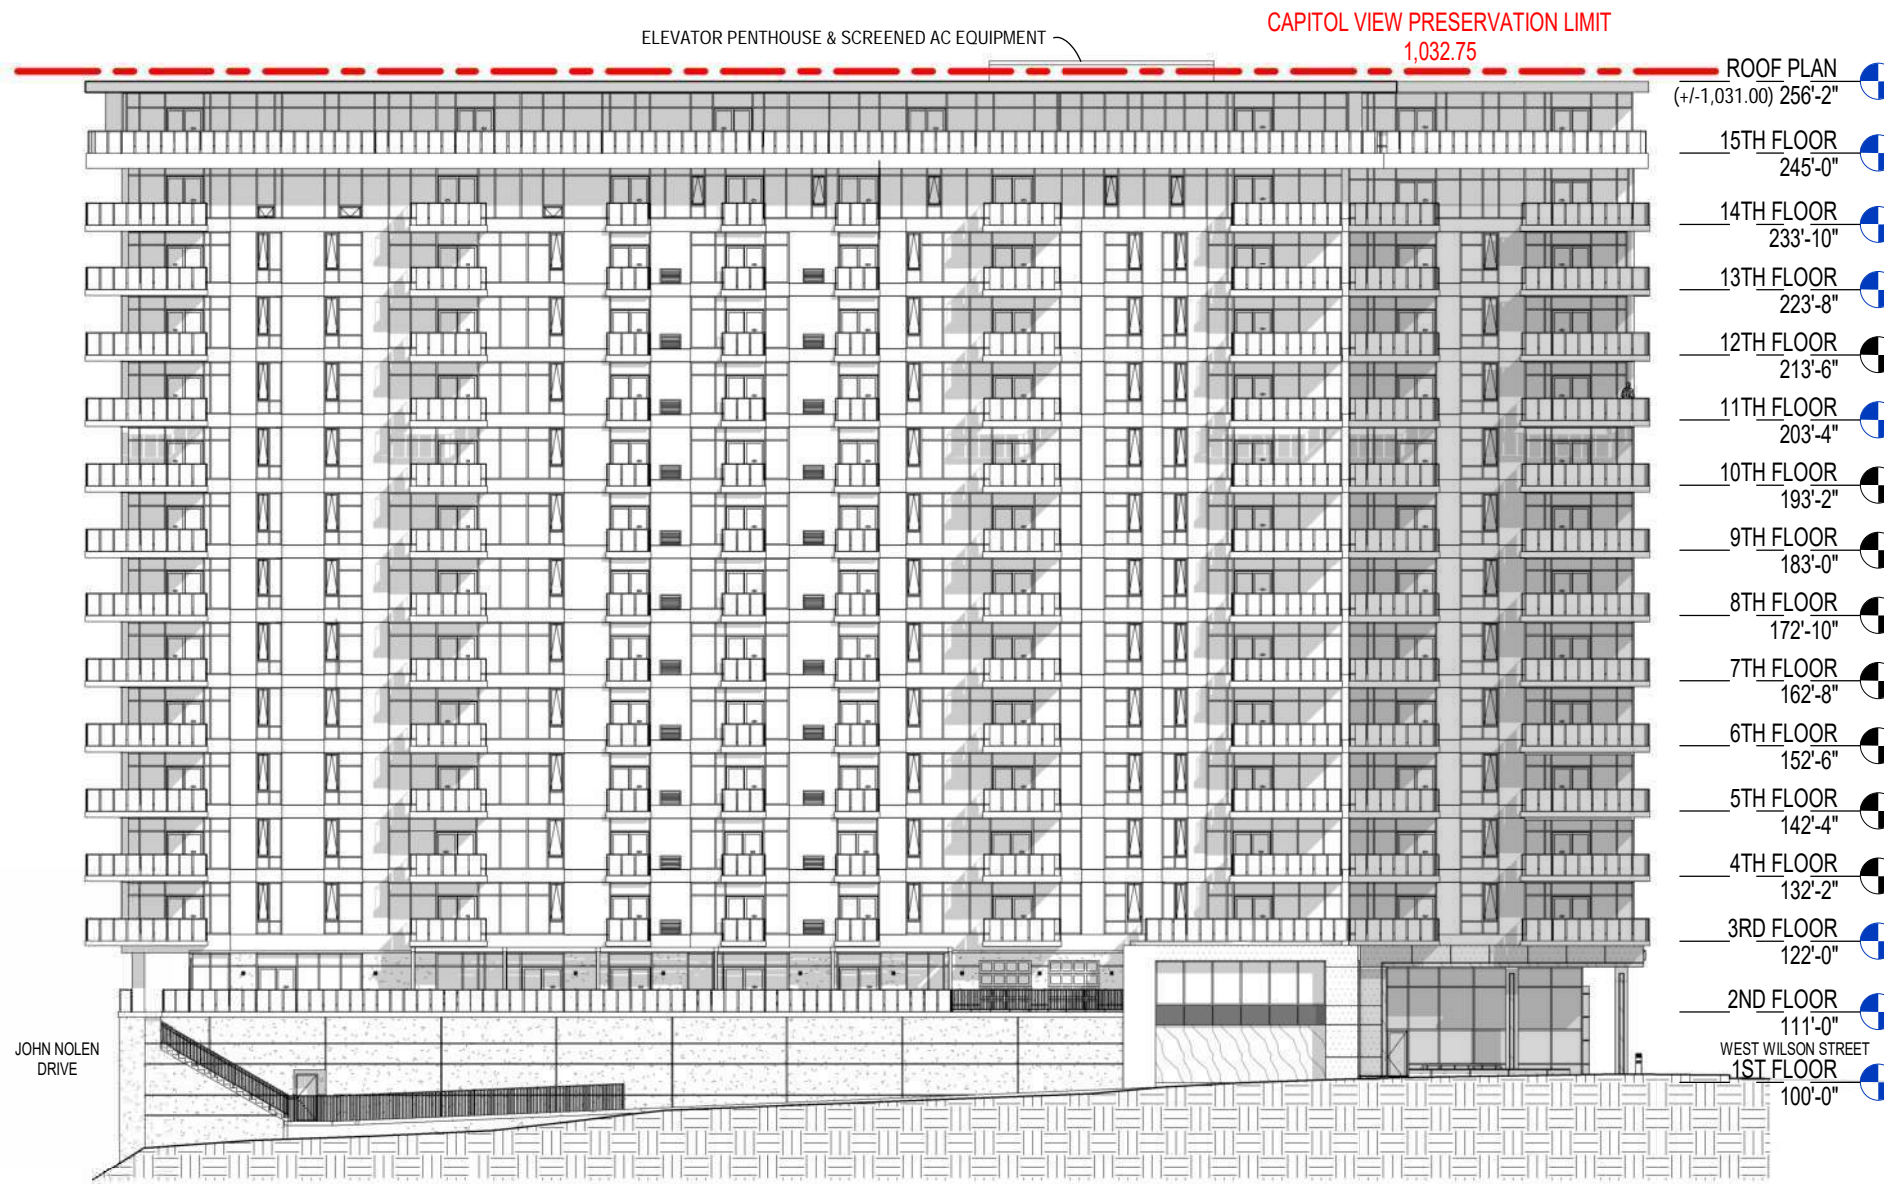 CAPITOL VIEW PRESERVATION LIMIT
1,032.75
ELEVATOR PENTHOUSE & SCREENED AC EQUIPMENT
ROOF PLAN
(+/-1,031.00) 256'-2"
15TH FLOOR
245'-0"
14TH FLOOR
233'-10"
13TH FLOOR
223'-8"
12TH FLOOR
213'-6"
11TH FLOOR
203'-4"
10TH FLOOR
193'-2"
9TH FLOOR
183'-0"
8TH FLOOR
172'-10"
7TH FLOOR
162'-8"
6TH FLOOR
152'-6"
5TH FLOOR
142'-4"
4TH FLOOR
132'-2"
3RD FLOOR
122'-0"
2ND FLOOR
111'-0"
WEST WILSON STREET
1ST FLOOR
100'-0"
JOHN NOLEN
DRIVE